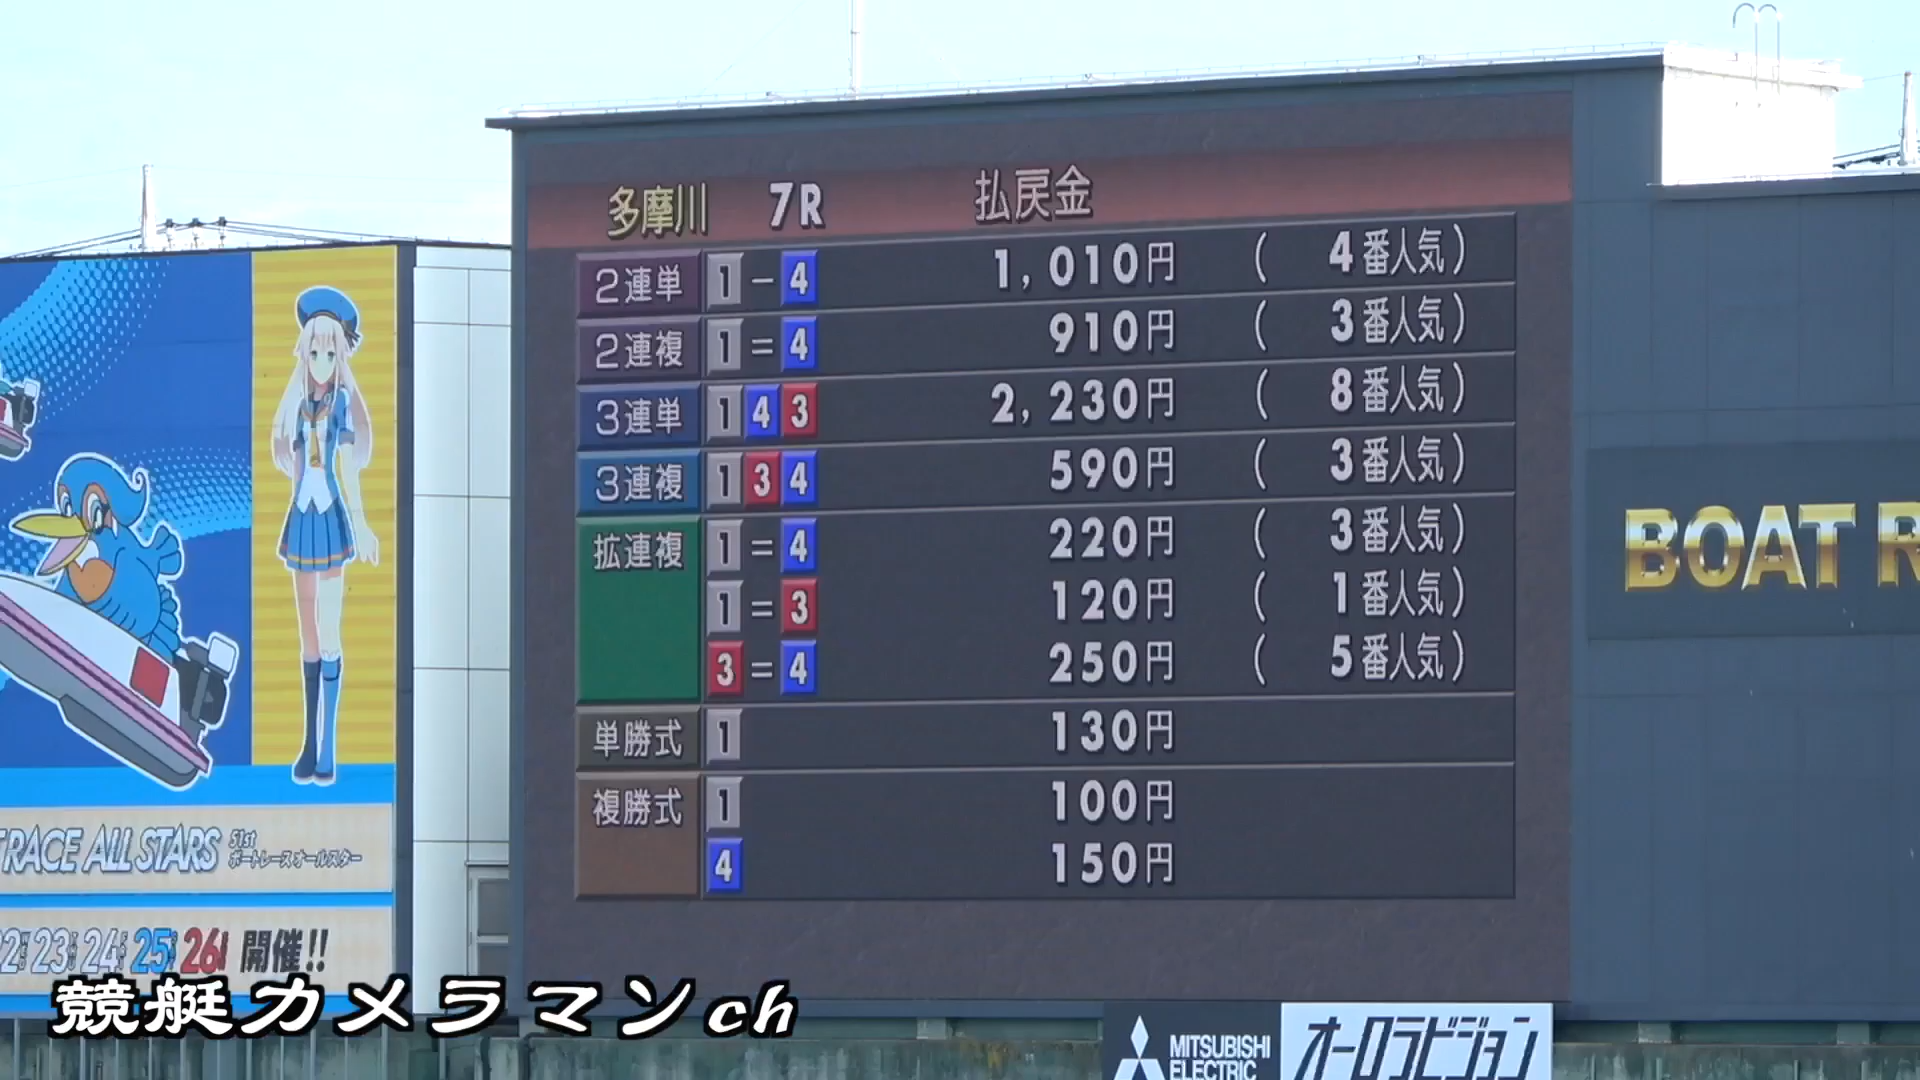 多摩川 7R 払戻金
2連単 1-4 1,010円 ( 4番人気)
2連複 1=4 910円 ( 3番人気)
3連単 1 4 3 2,230円 ( 8番人気)
3連複 1 3 4 590円 ( 3番人気)
拡連複 1=4 220円 ( 3番人気)
1=3 120円 ( 1番人気)
3=4 250円 ( 5番人気)
単勝式 1 130円
複勝式 1 100円
4 150円
BOAT R
RACE ALL STARS 51st
ボートレースオールスター
23 24 25 26 開催!!
競艇カメラマンch
MITSUBISHI
ELECTRIC
オーロラビジョン